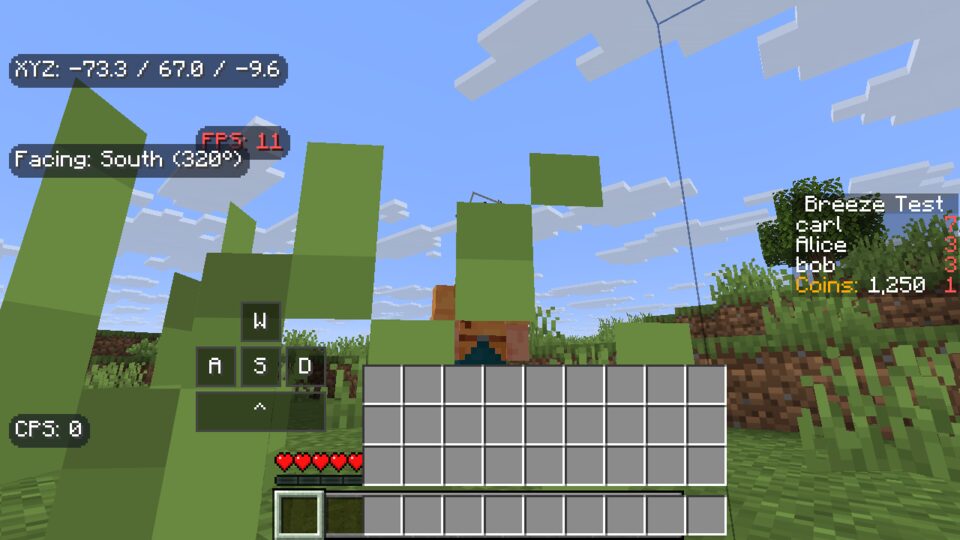 XYZ: -73.3 / 67.0 / -9.6
FPS: 11
Facing: South (320°)
Breeze Test
carl 7
Alice 3
bob 3
Coins: 1,250 1
W
A S D
^
CPS: 0